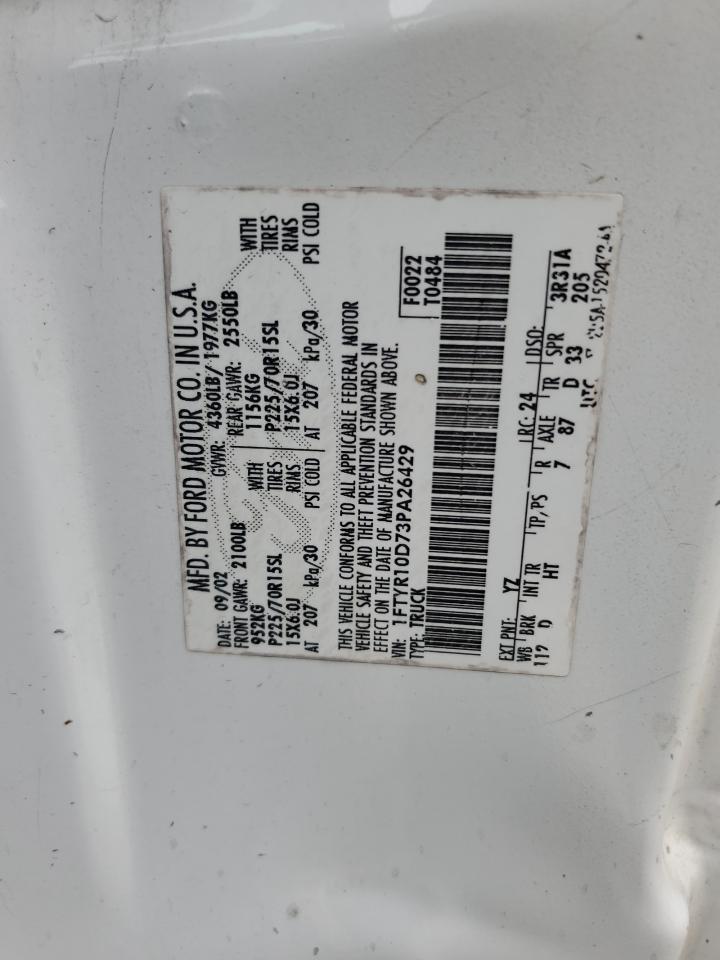 MFD. BY FORD MOTOR CO. IN U.S.A.
DATE: 09/02 GVWR: 4360LB/ 1977KG
FRONT GAWR: 2100LB REAR GAWR: 2550LB
952KG WITH 1156KG WITH
P225/70R15SL TIRES P225/70R15SL TIRES
15X6.0J RIMS 15X6.0J RIMS
AT 207 kPa/30 PSI COLD AT 207 kPa/30 PSI COLD
THIS VEHICLE CONFORMS TO ALL APPLICABLE FEDERAL MOTOR
VEHICLE SAFETY AND THEFT PREVENTION STANDARDS IN
EFFECT ON THE DATE OF MANUFACTURE SHOWN ABOVE.
VIN: 1FTYR10D73PA26429 F0022
TYPE: TRUCK T0484
EXT PNT: YZ RC: 24 DSO:
WB BRK INT TR TP/PS R AXLE TR SPR 3R31A
119 D HT 7 87 D 33 205
UTC